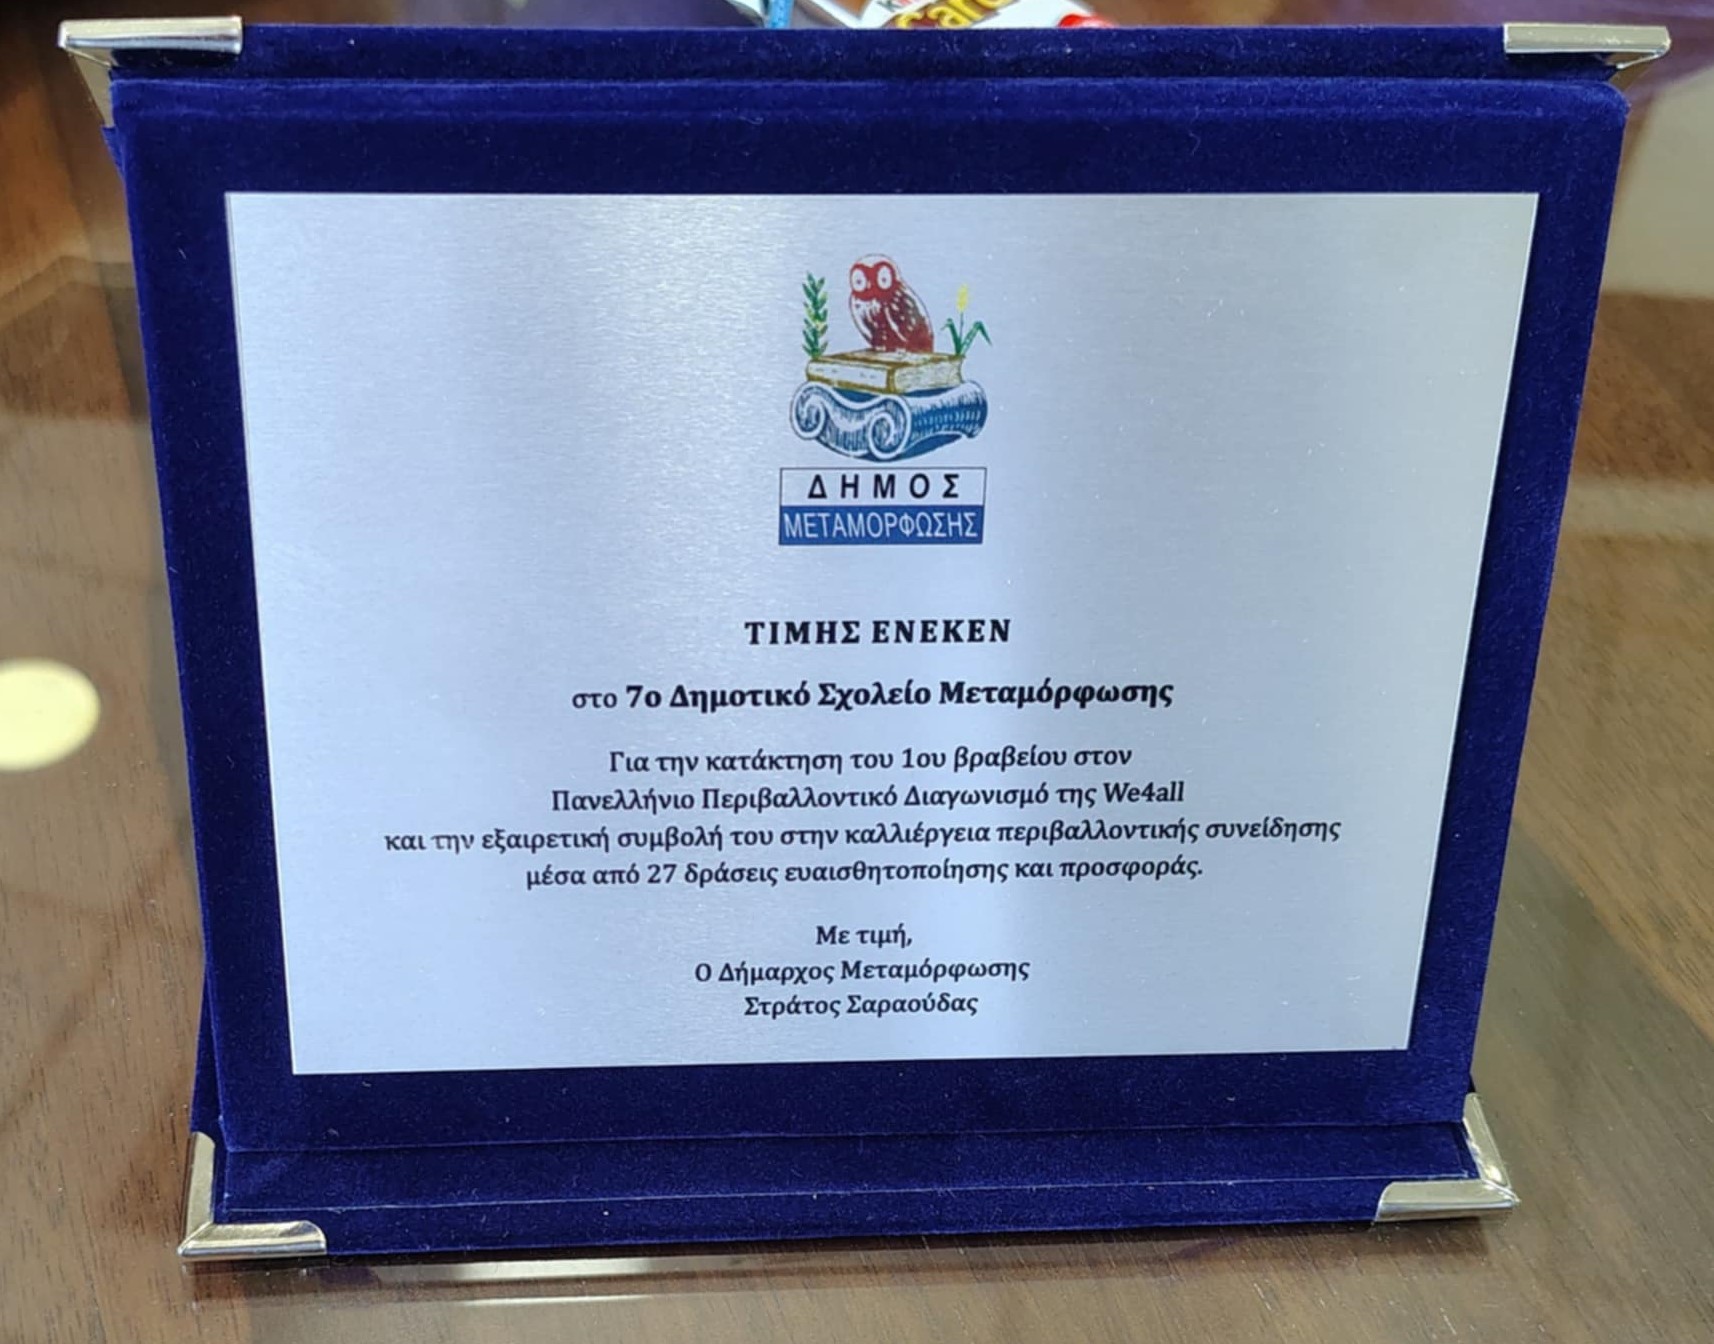 ΔΗΜΟΣ
ΜΕΤΑΜΟΡΦΩΣΗΣ
ΤΙΜΗΣ ΕΝΕΚΕΝ
στο 7ο Δημοτικό Σχολείο Μεταμόρφωσης
Για την κατάκτηση του 1ου βραβείου στον
Πανελλήνιο Περιβαλλοντικό Διαγωνισμό της We4all
και την εξαιρετική συμβολή του στην καλλιέργεια περιβαλλοντικής συνείδησης
μέσα από 27 δράσεις ευαισθητοποίησης και προσφοράς.
Με τιμή,
Ο Δήμαρχος Μεταμόρφωσης
Στράτος Σαραούδας